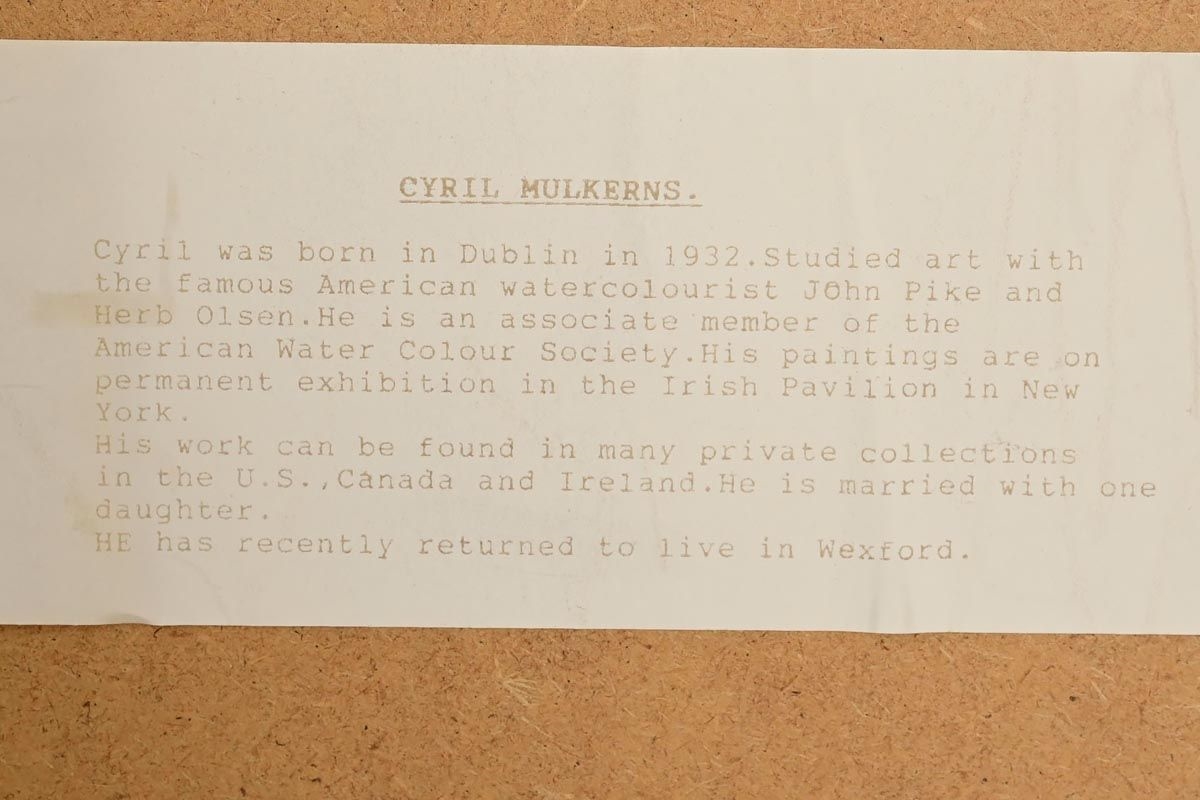 CYRIL MULKERNS.
Cyril was born in Dublin in 1932.Studied art with
the famous American watercolourist JOhn Pike and
Herb Olsen.He is an associate member of the
American Water Colour Society.His paintings are on
permanent exhibition in the Irish Pavilion in New
York.
His work can be found in many private collections
in the U.S.,Canada and Ireland.He is married with one
daughter.
HE has recently returned to live in Wexford.